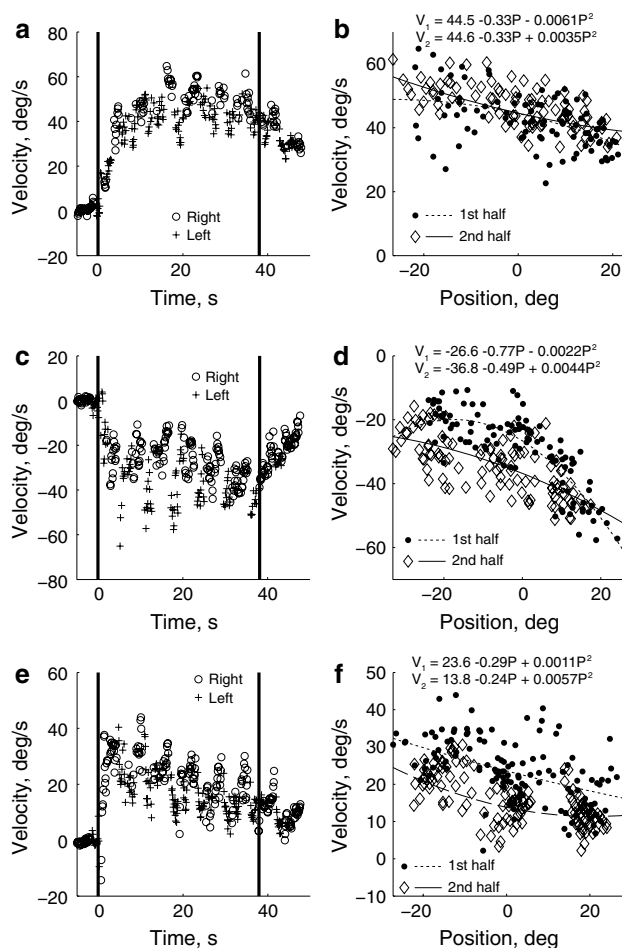 a
80
60
40
20
0
−20
Velocity, deg/s
Right
Left
0
20
40
Time, s
b
V1 = 44.5 -0.33P - 0.0061P²
V2 = 44.6 -0.33P + 0.0035P²
80
60
40
20
0
Velocity, deg/s
1st half
2nd half
−20
0
20
Position, deg
c
20
0
−20
−40
−60
−80
Velocity, deg/s
Right
Left
0
20
40
Time, s
d
V1 = -26.6 -0.77P - 0.0022P²
V2 = -36.8 -0.49P + 0.0044P²
0
−20
−40
−60
Velocity, deg/s
1st half
2nd half
−20
0
20
Position, deg
e
60
40
20
0
−20
Velocity, deg/s
Right
Left
0
20
40
Time, s
f
V1 = 23.6 -0.29P + 0.0011P²
V2 = 13.8 -0.24P + 0.0057P²
50
40
30
20
10
−0
−10
Velocity, deg/s
1st half
2nd half
−20
0
20
Position, deg